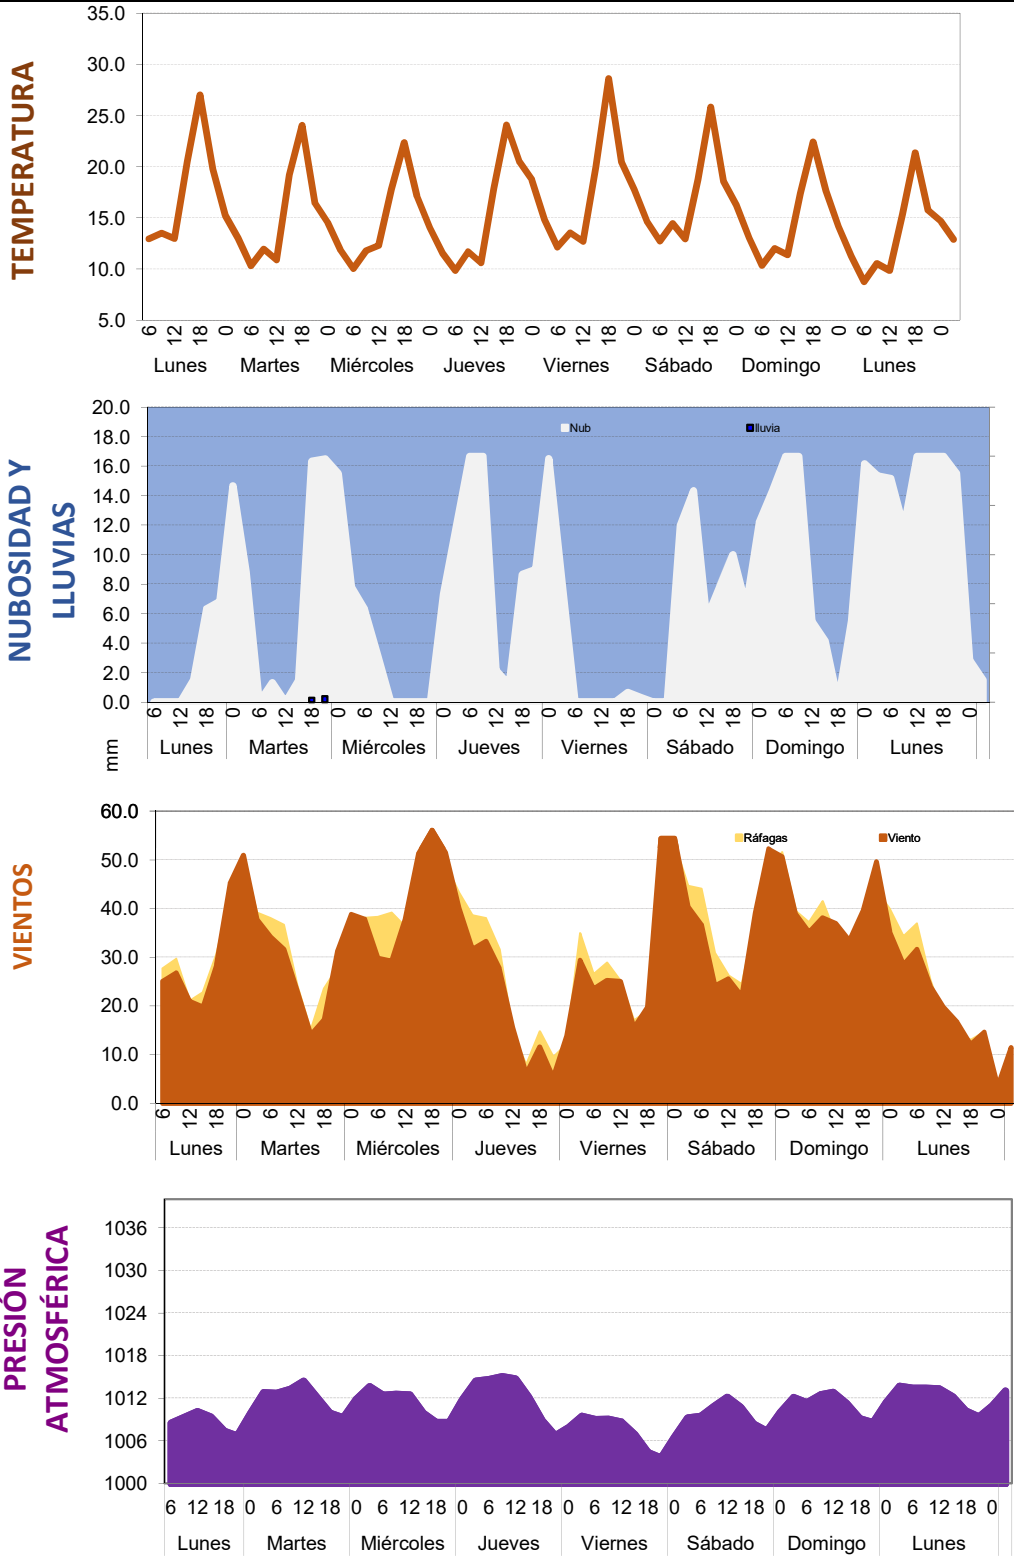 TEMPERATURA
35.0
30.0
25.0
20.0
15.0
10.0
5.0
6 12 18 0 6 12 18 0 6 12 18 0 6 12 18 0 6 12 18 0 6 12 18 0 6 12 18 0 6 12 18 0
Lunes Martes Miércoles Jueves Viernes Sábado Domingo Lunes
NUBOSIDAD Y
LLUVIAS
20.0
18.0
16.0
14.0
12.0
10.0
8.0
6.0
4.0
2.0
0.0
mm
Nub lluvia
6 12 18 0 6 12 18 0 6 12 18 0 6 12 18 0 6 12 18 0 6 12 18 0 6 12 18 0 6 12 18 0
Lunes Martes Miércoles Jueves Viernes Sábado Domingo Lunes
VIENTOS
60.0
50.0
40.0
30.0
20.0
10.0
0.0
Ráfagas Viento
6 12 18 0 6 12 18 0 6 12 18 0 6 12 18 0 6 12 18 0 6 12 18 0 6 12 18 0 6 12 18 0
Lunes Martes Miércoles Jueves Viernes Sábado Domingo Lunes
PRESIÓN
ATMOSFÉRICA
1036
1030
1024
1018
1012
1006
1000
6 12 18 0 6 12 18 0 6 12 18 0 6 12 18 0 6 12 18 0 6 12 18 0 6 12 18 0 6 12 18 0
Lunes Martes Miércoles Jueves Viernes Sábado Domingo Lunes